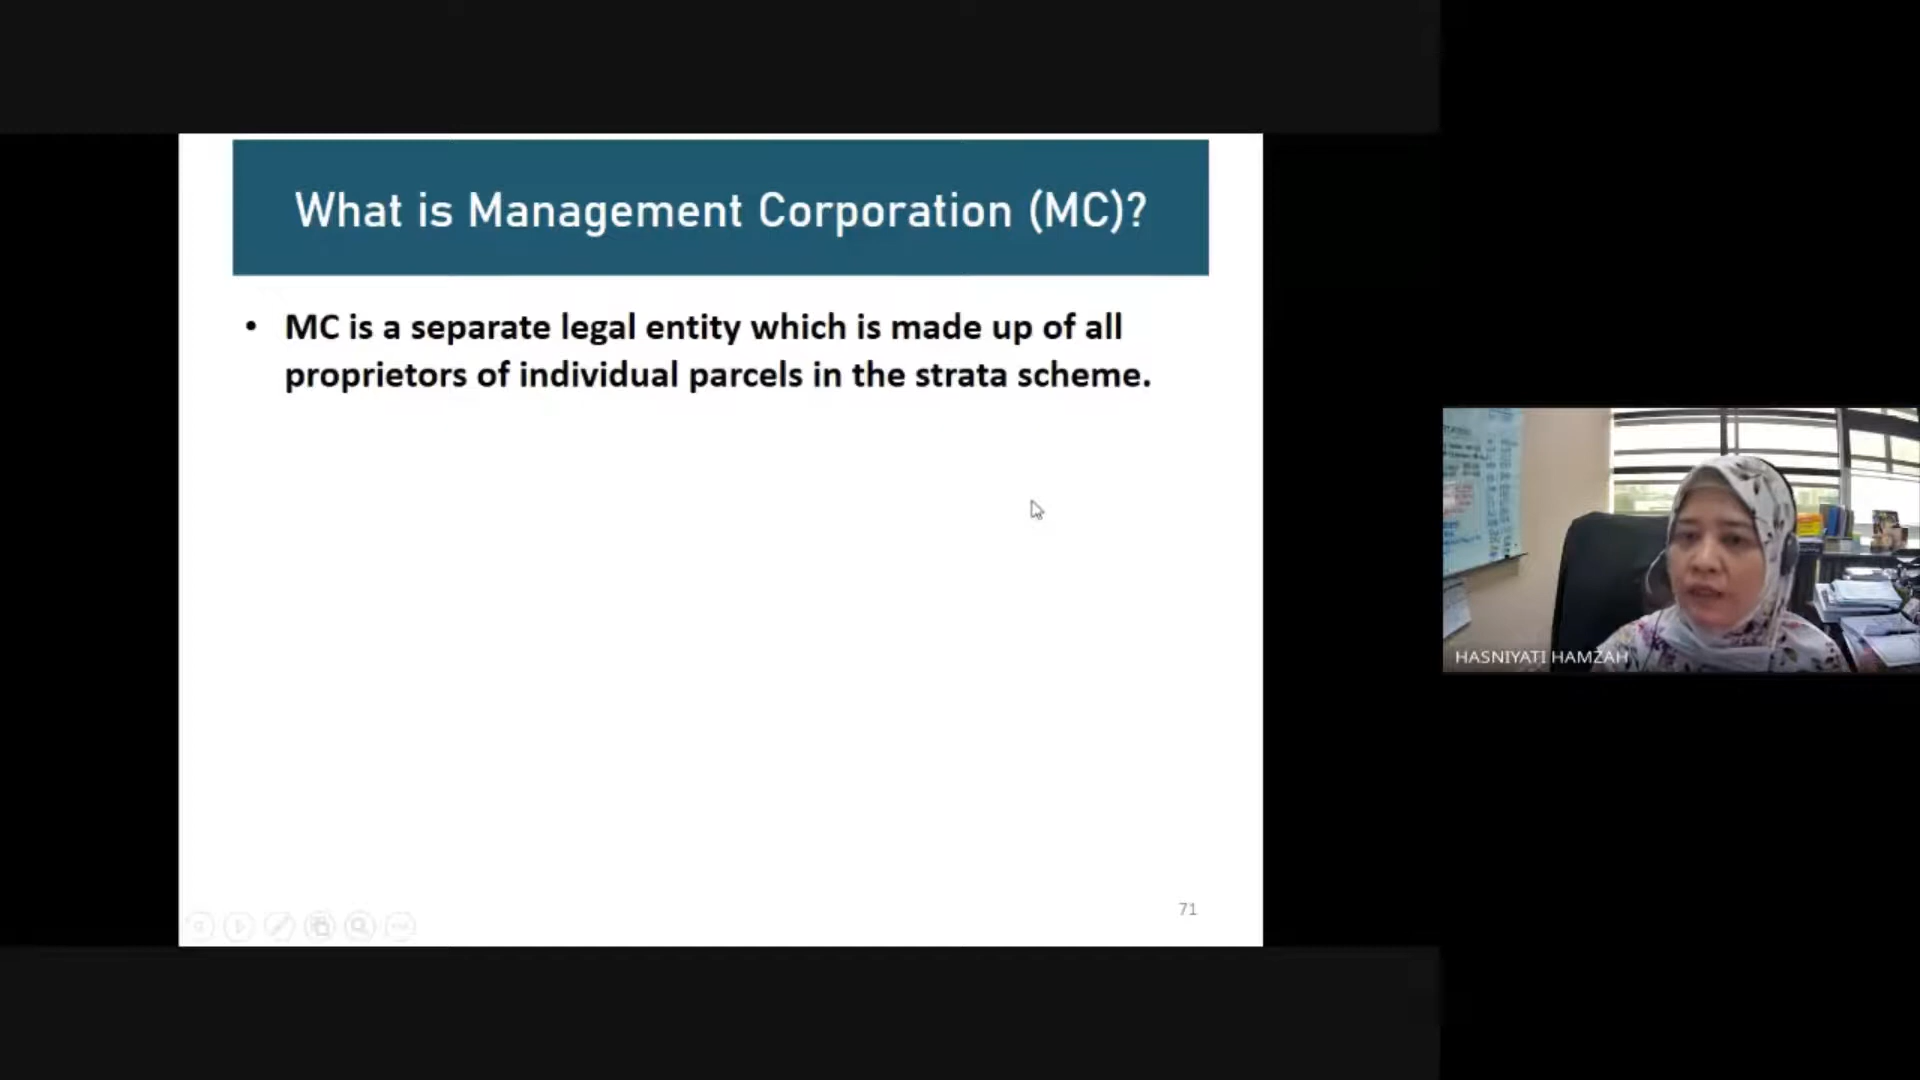 What is Management Corporation (MC)?
• MC is a separate legal entity which is made up of all
proprietors of individual parcels in the strata scheme.
71
HASNIYATI HAMZAH